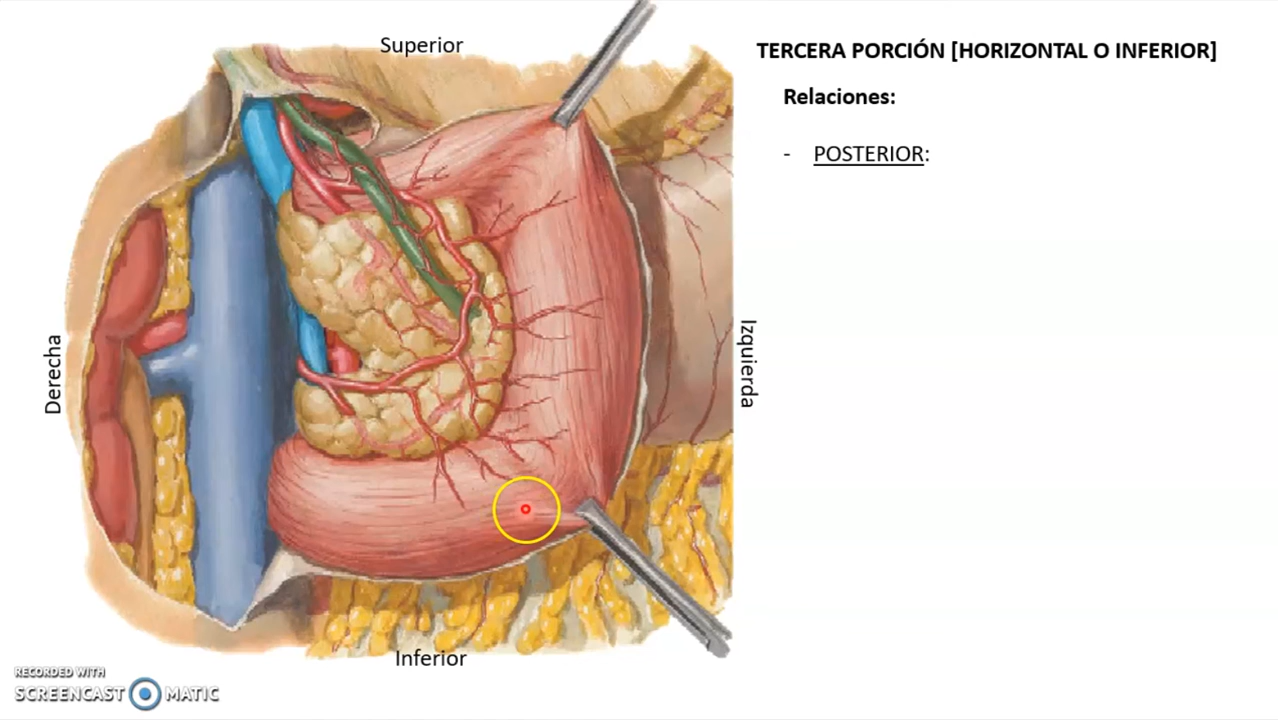 Superior
TERCERA PORCIÓN [HORIZONTAL O INFERIOR]
Relaciones:
- POSTERIOR:
Derecha
Izquierda
Inferior
RECORDED WITH
SCREENCAST MATIC